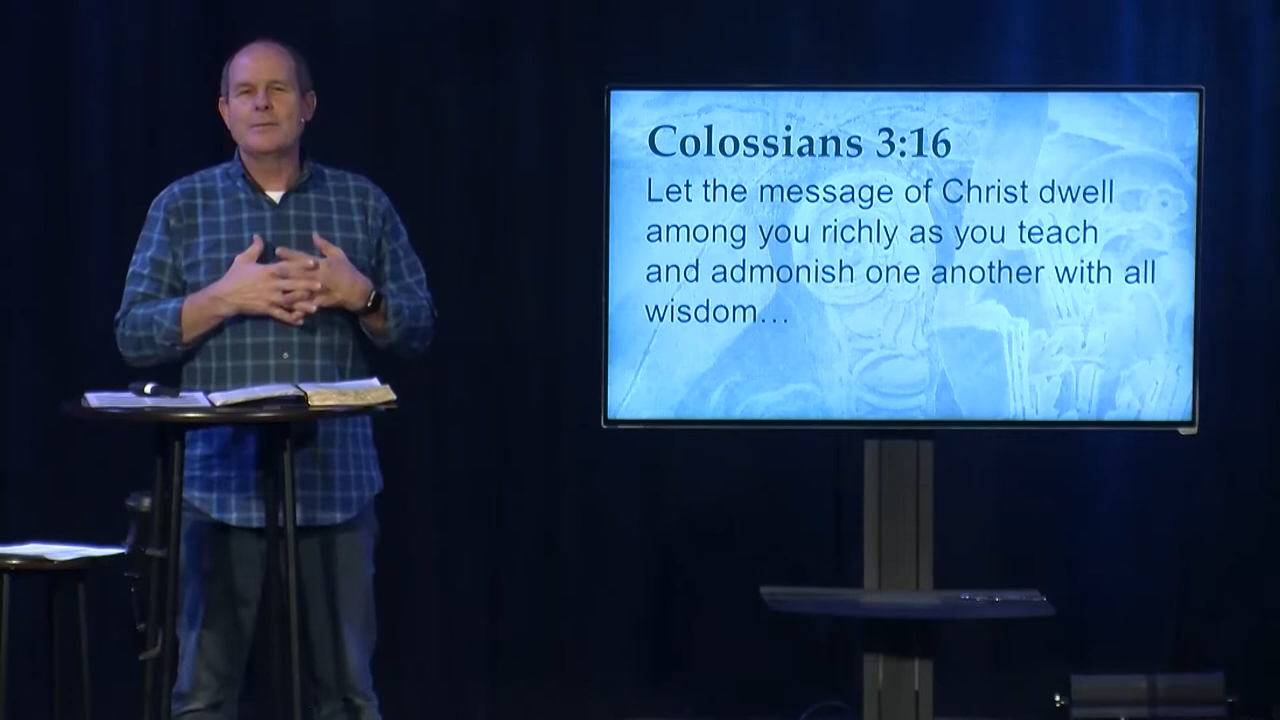 Colossians 3:16
Let the message of Christ dwell
among you richly as you teach
and admonish one another with all
wisdom…